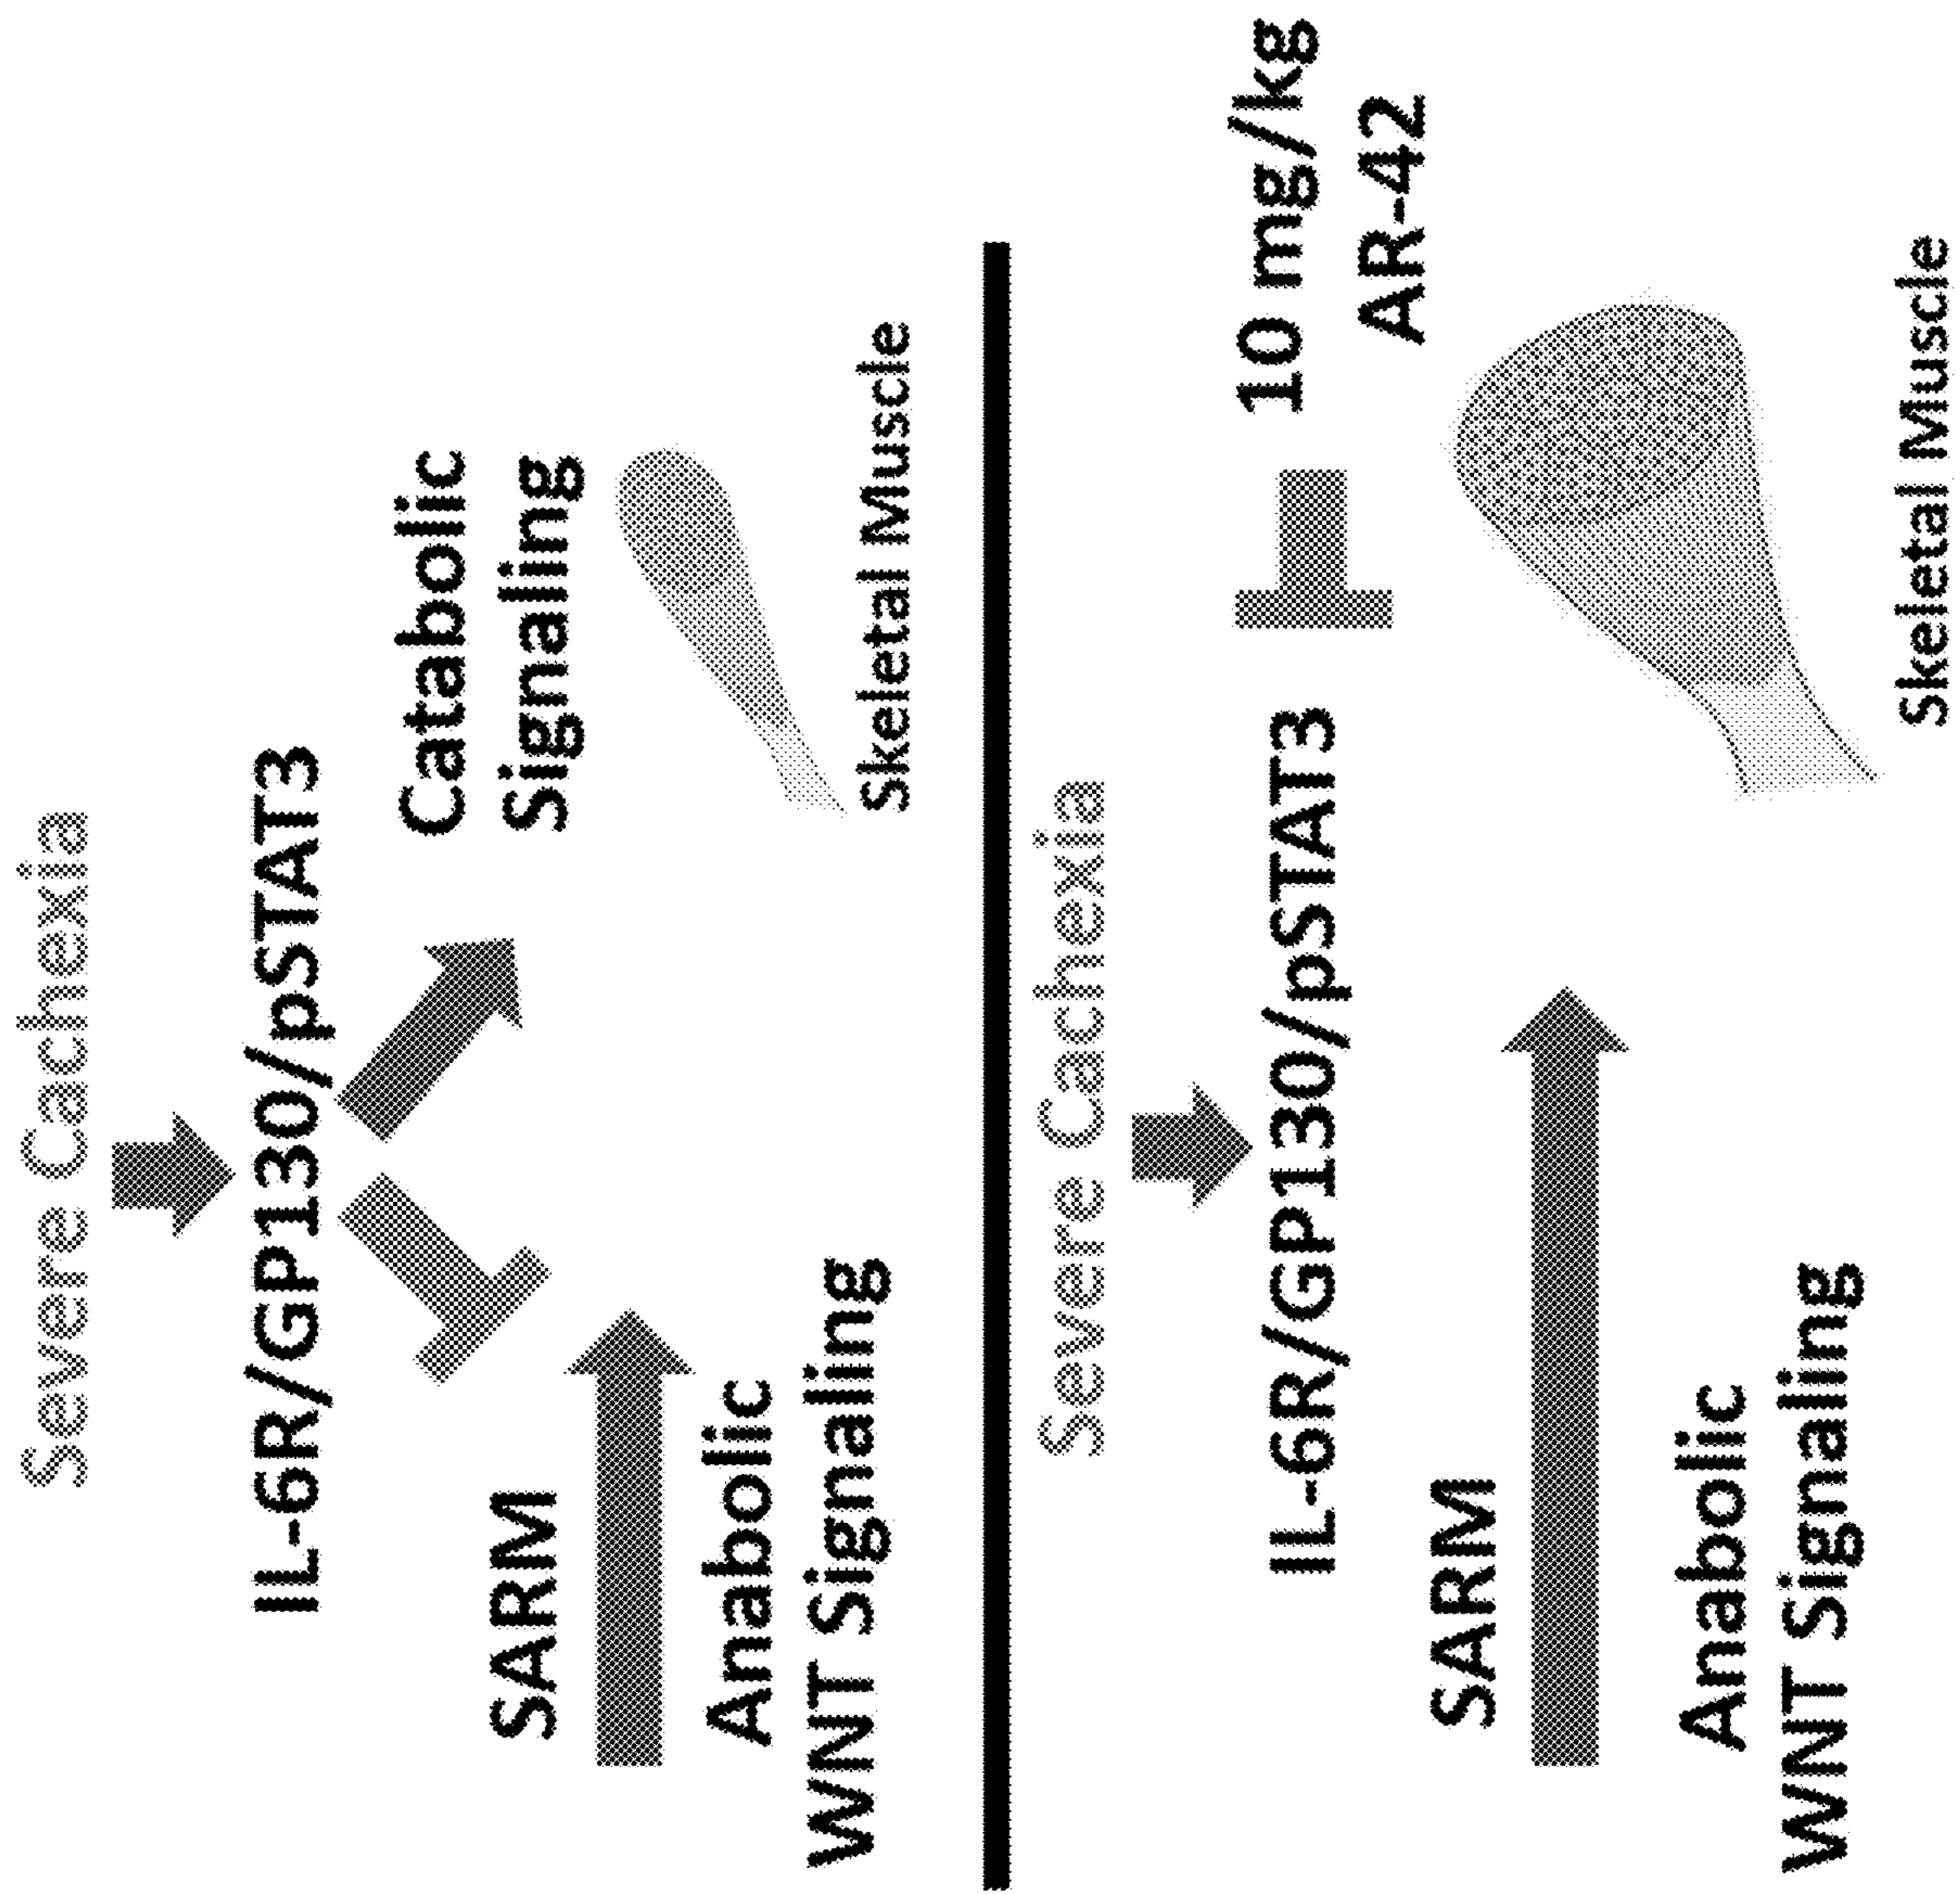 Severe Cachexia
IL-6R/GP130/pSTAT3
Catabolic
Signaling
SARM
Anabolic
WNT Signaling
Skeletal Muscle
Severe Cachexia
IL-6R/GP130/pSTAT3
10 mg/kg
AR-42
SARM
Anabolic
WNT Signaling
Skeletal Muscle